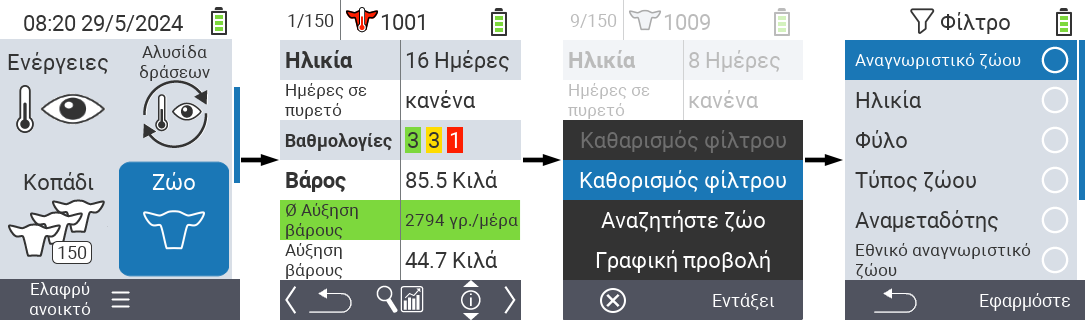 08:20 29/5/2024
Ενέργειες
Αλυσίδα
δράσεων
Κοπάδι
150
Ζώο
Ελαφρύ
ανοικτό
1/150
1001
Ηλικία 16 Ημέρες
Ημέρες σε
πυρετό
κανένα
Βαθμολογίες 3 3 1
Βάρος 85.5 Κιλά
Ø Αύξηση
βάρους
2794 γρ./μέρα
Αύξηση
βάρους
44.7 Κιλά
9/150
1009
Ηλικία 8 Ημέρες
Ημέρες σε
πυρετό
κανένα
Καθαρισμός φίλτρου
Καθορισμός φίλτρου
Αναζητήστε ζώο
Γραφική προβολή
Εντάξει
Φίλτρο
Αναγνωριστικό ζώου
Ηλικία
Φύλο
Τύπος ζώου
Αναμεταδότης
Εθνικό αναγνωριστικό
ζώου
Εφαρμόστε